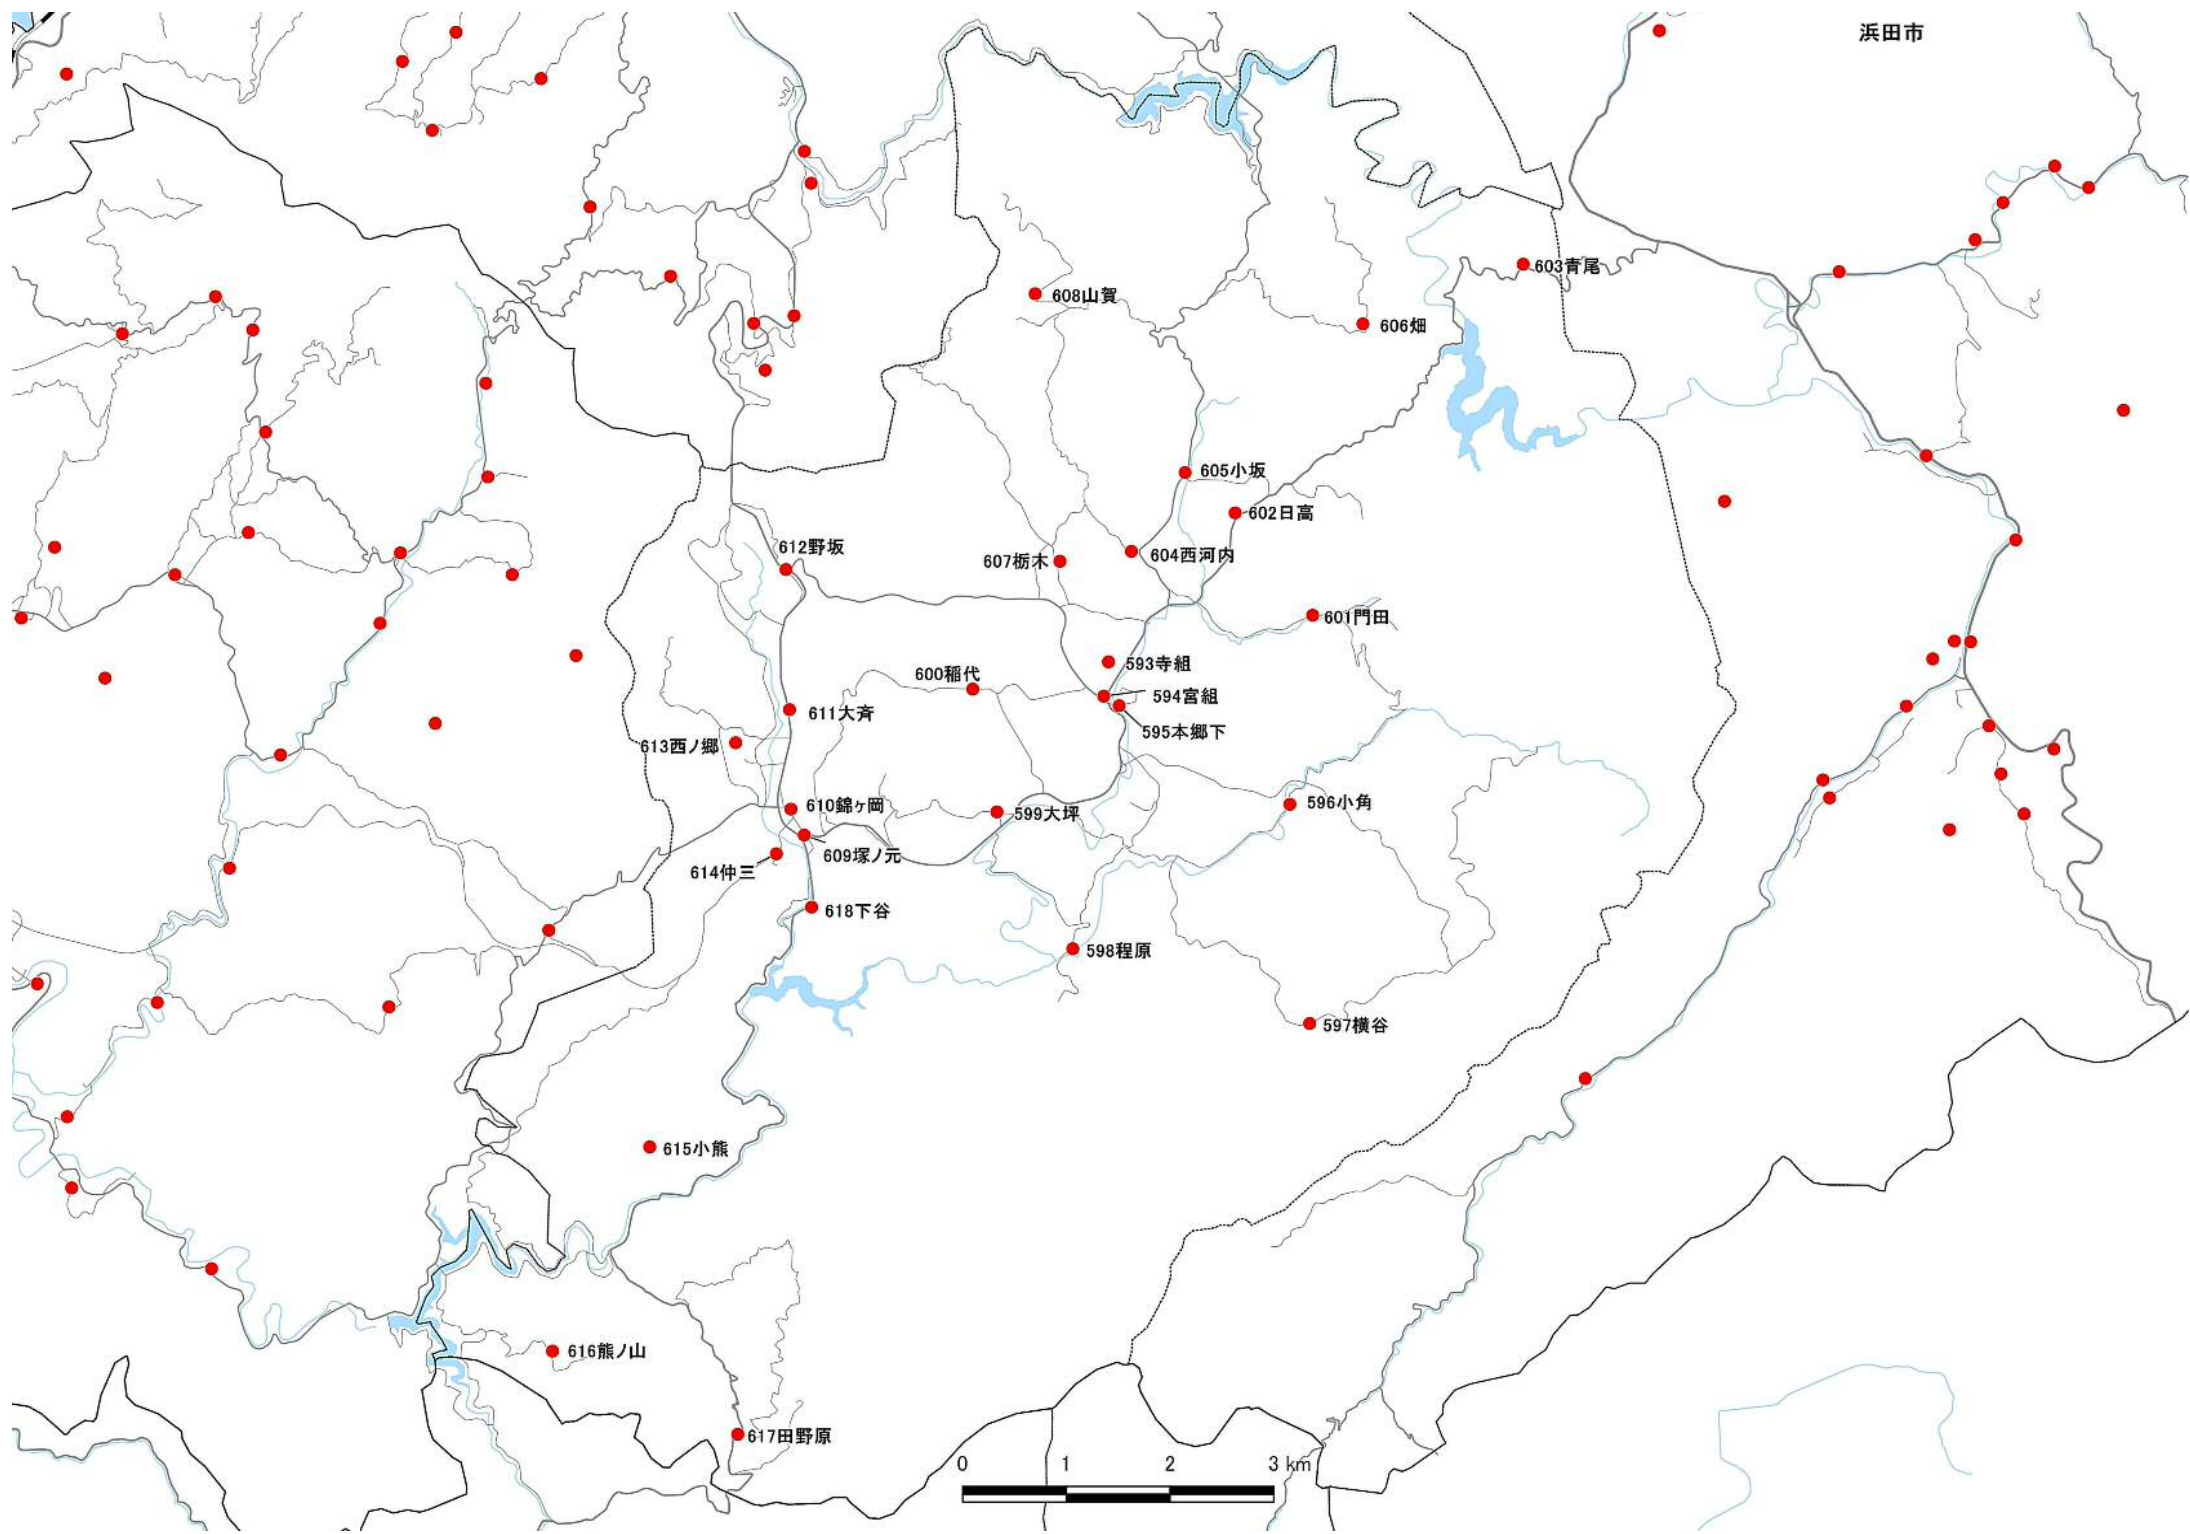 浜田市
603青尾
608山賀
606畑
605小坂
602日高
612野坂
604西河内
607栃木
601門田
593寺組
600稲代
594宮組
611大斉
595本郷下
613西ノ郷
596小角
610錦ヶ岡
599大坪
609塚ノ元
614仲三
618下谷
598程原
597横谷
615小熊
616熊ノ山
617田野原
0 1 2 3 km